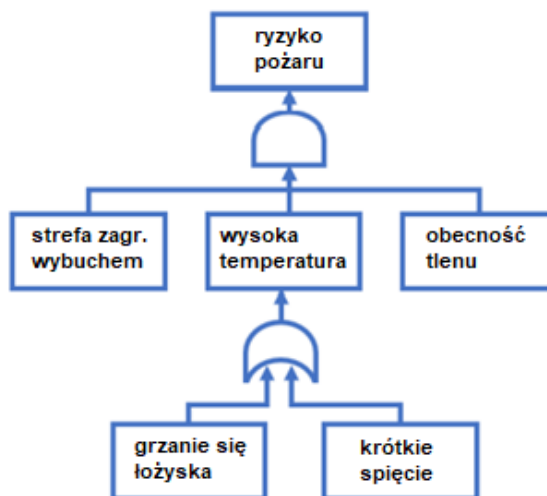 ryzyko
pożaru
strefa zagr.
wybuchem
wysoka
temperatura
obecność
tlenu
grzanie się
łożyska
krótkie
spięcie